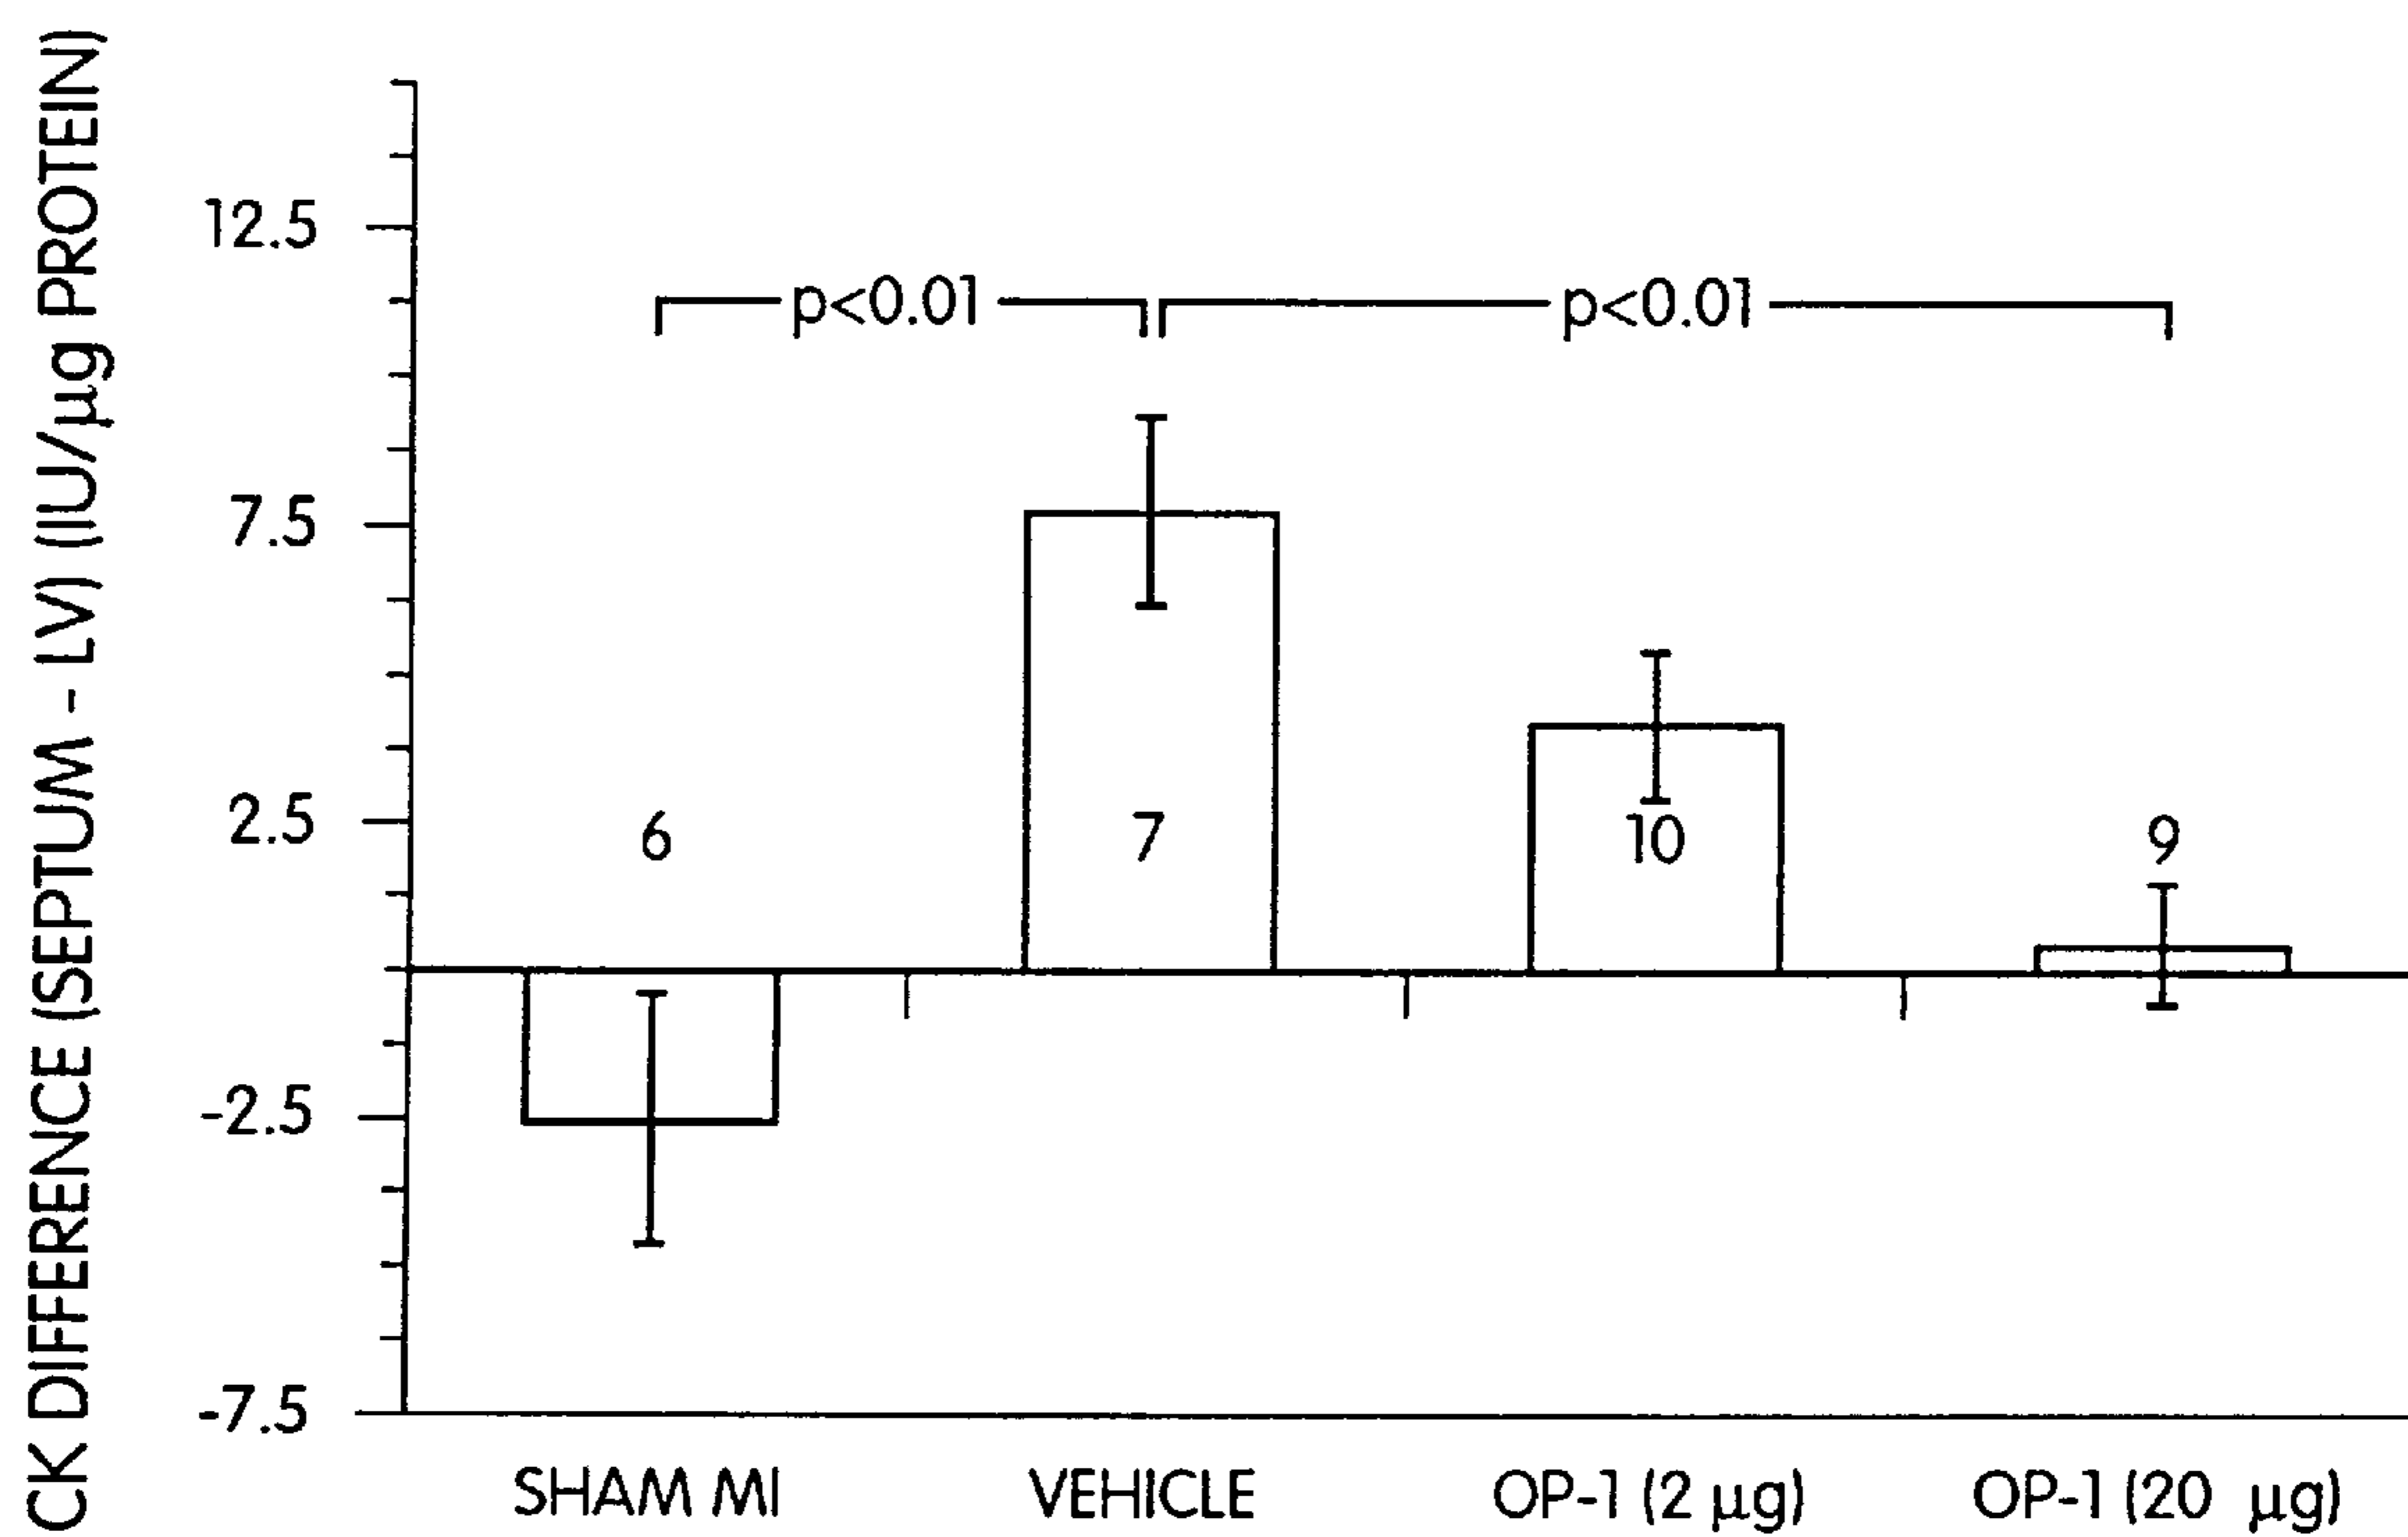 CK DIFFERENCE (SEPTUM - LV) (IU/µg PROTEIN)
12.5
7.5
2.5
-2.5
-7.5
p<0.01
p<0.01
6
7
10
9
SHAM MI
VEHICLE
OP-1 (2 µg)
OP-1 (20 µg)